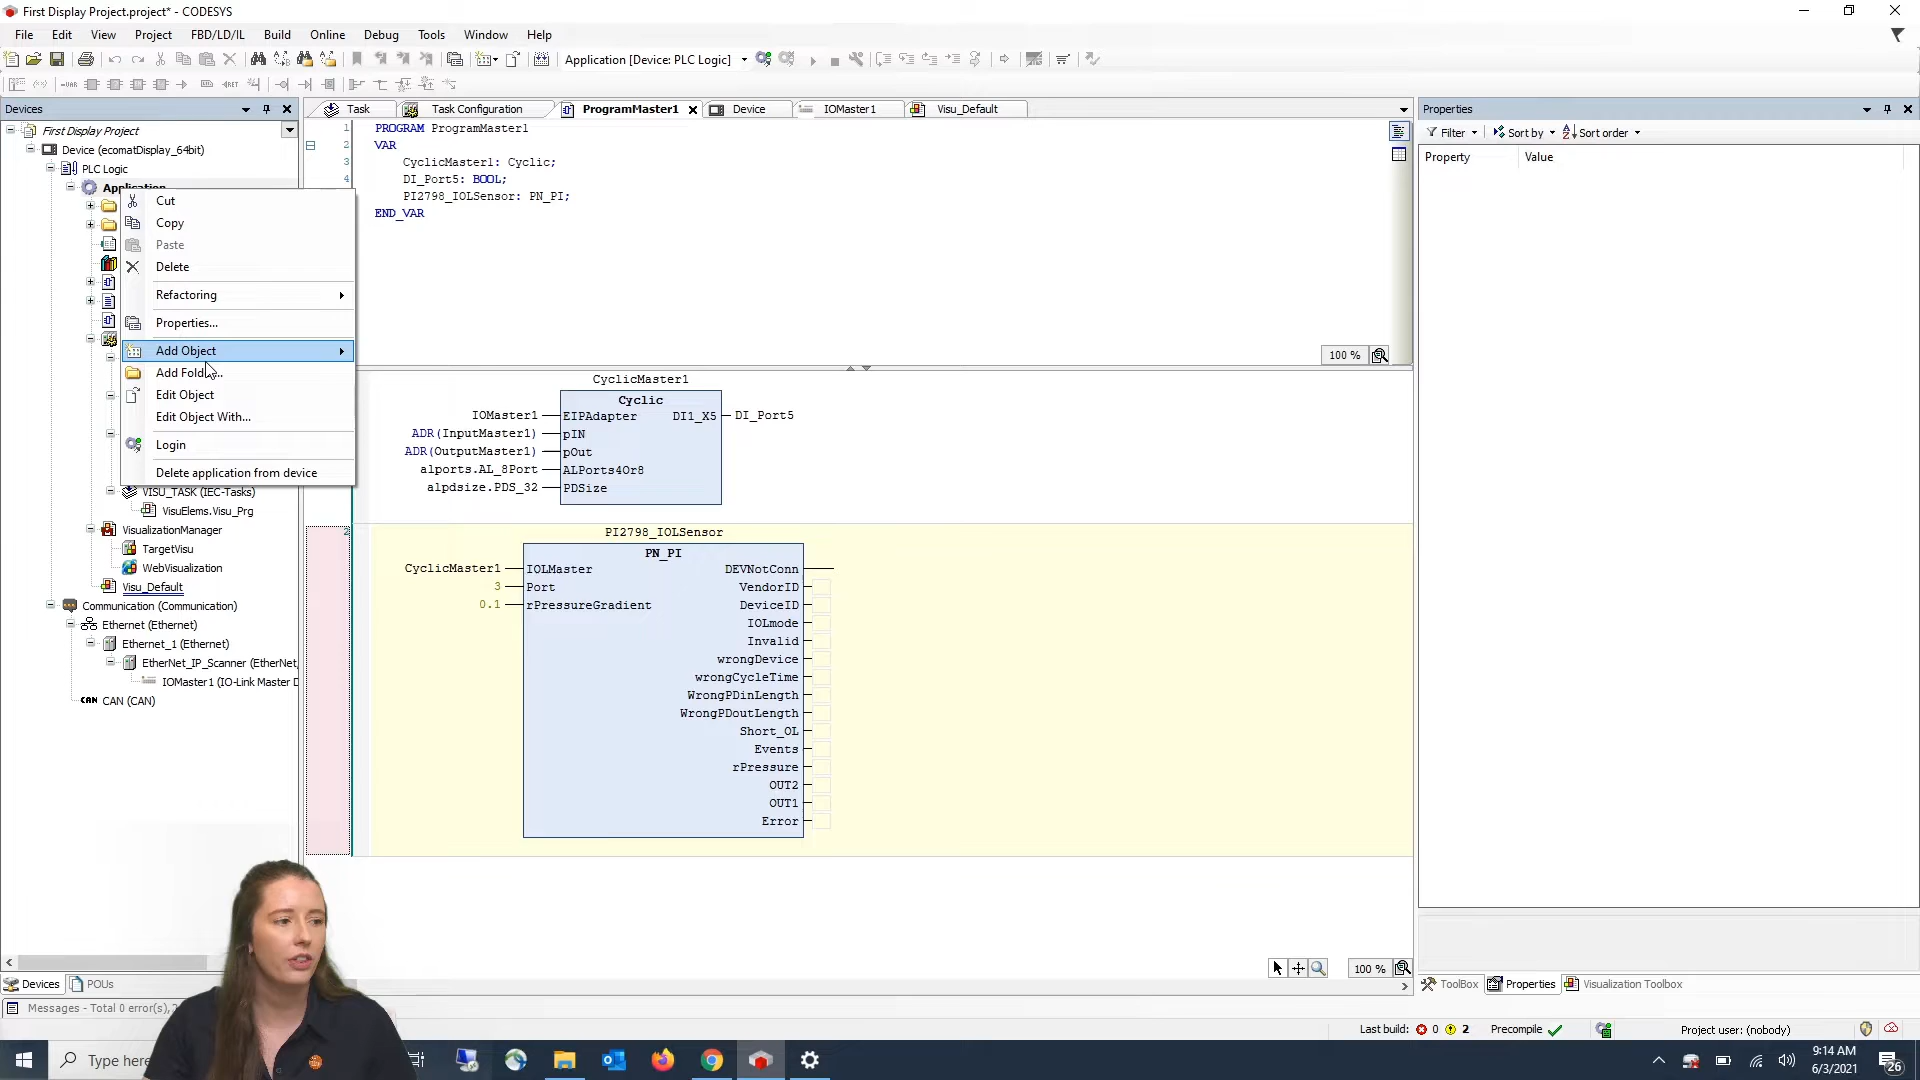 First Display Project.project* - CODESYS
File Edit View Project FBD/LD/IL Build Online Debug Tools Window Help
Application [Device: PLC Logic]
Devices
First Display Project
Device (ecomatDisplay_64bit)
PLC Logic
Application
Cut
Copy
Paste
Delete
Refactoring
Properties...
Add Object
Edit Object
Edit Object With...
Login
Delete application from device
VISU_TASK (IEC-Tasks)
VisuElems.Visu_Prg
VisualizationManager
TargetVisu
WebVisualization
Visu_Default
Communication (Communication)
Ethernet (Ethernet)
Ethernet_1 (Ethernet)
EtherNet_IP_Scanner (EtherNet,
IOMaster1 (IO-Link Master D
CAN CAN (CAN)
Devices POUs
Messages - Total 0 error(s),
Task Task Configuration ProgramMaster1 Device IOMaster1 Visu_Default
1 PROGRAM ProgramMaster1
2 VAR
3 CyclicMaster1: Cyclic;
4 DI_Port5: BOOL;
PI2798_IOLSensor: PN_PI;
END_VAR
100 %
CyclicMaster1
Cyclic
IOMaster1 EIPAdapter DI1_X5 DI_Port5
ADR(InputMaster1) pIN
ADR(OutputMaster1) pOut
alports.AL_8Port ALPorts4Or8
alpdsize.PDS_32 PDSize
2
PI2798_IOLSensor
PN_PI
CyclicMaster1 IOLMaster DEVNotConn
3 Port VendorID
0.1 rPressureGradient DeviceID
IOLmode
Invalid
wrongDevice
wrongCycleTime
WrongPDinLength
WrongPDoutLength
Short_OL
Events
rPressure
OUT2
OUT1
Error
100 %
Properties
Filter Sort by Sort order
Property Value
ToolBox Properties Visualization Toolbox
Last build: 0 2 Precompile Project user: (nobody)
Type here
9:14 AM
6/3/2021
26